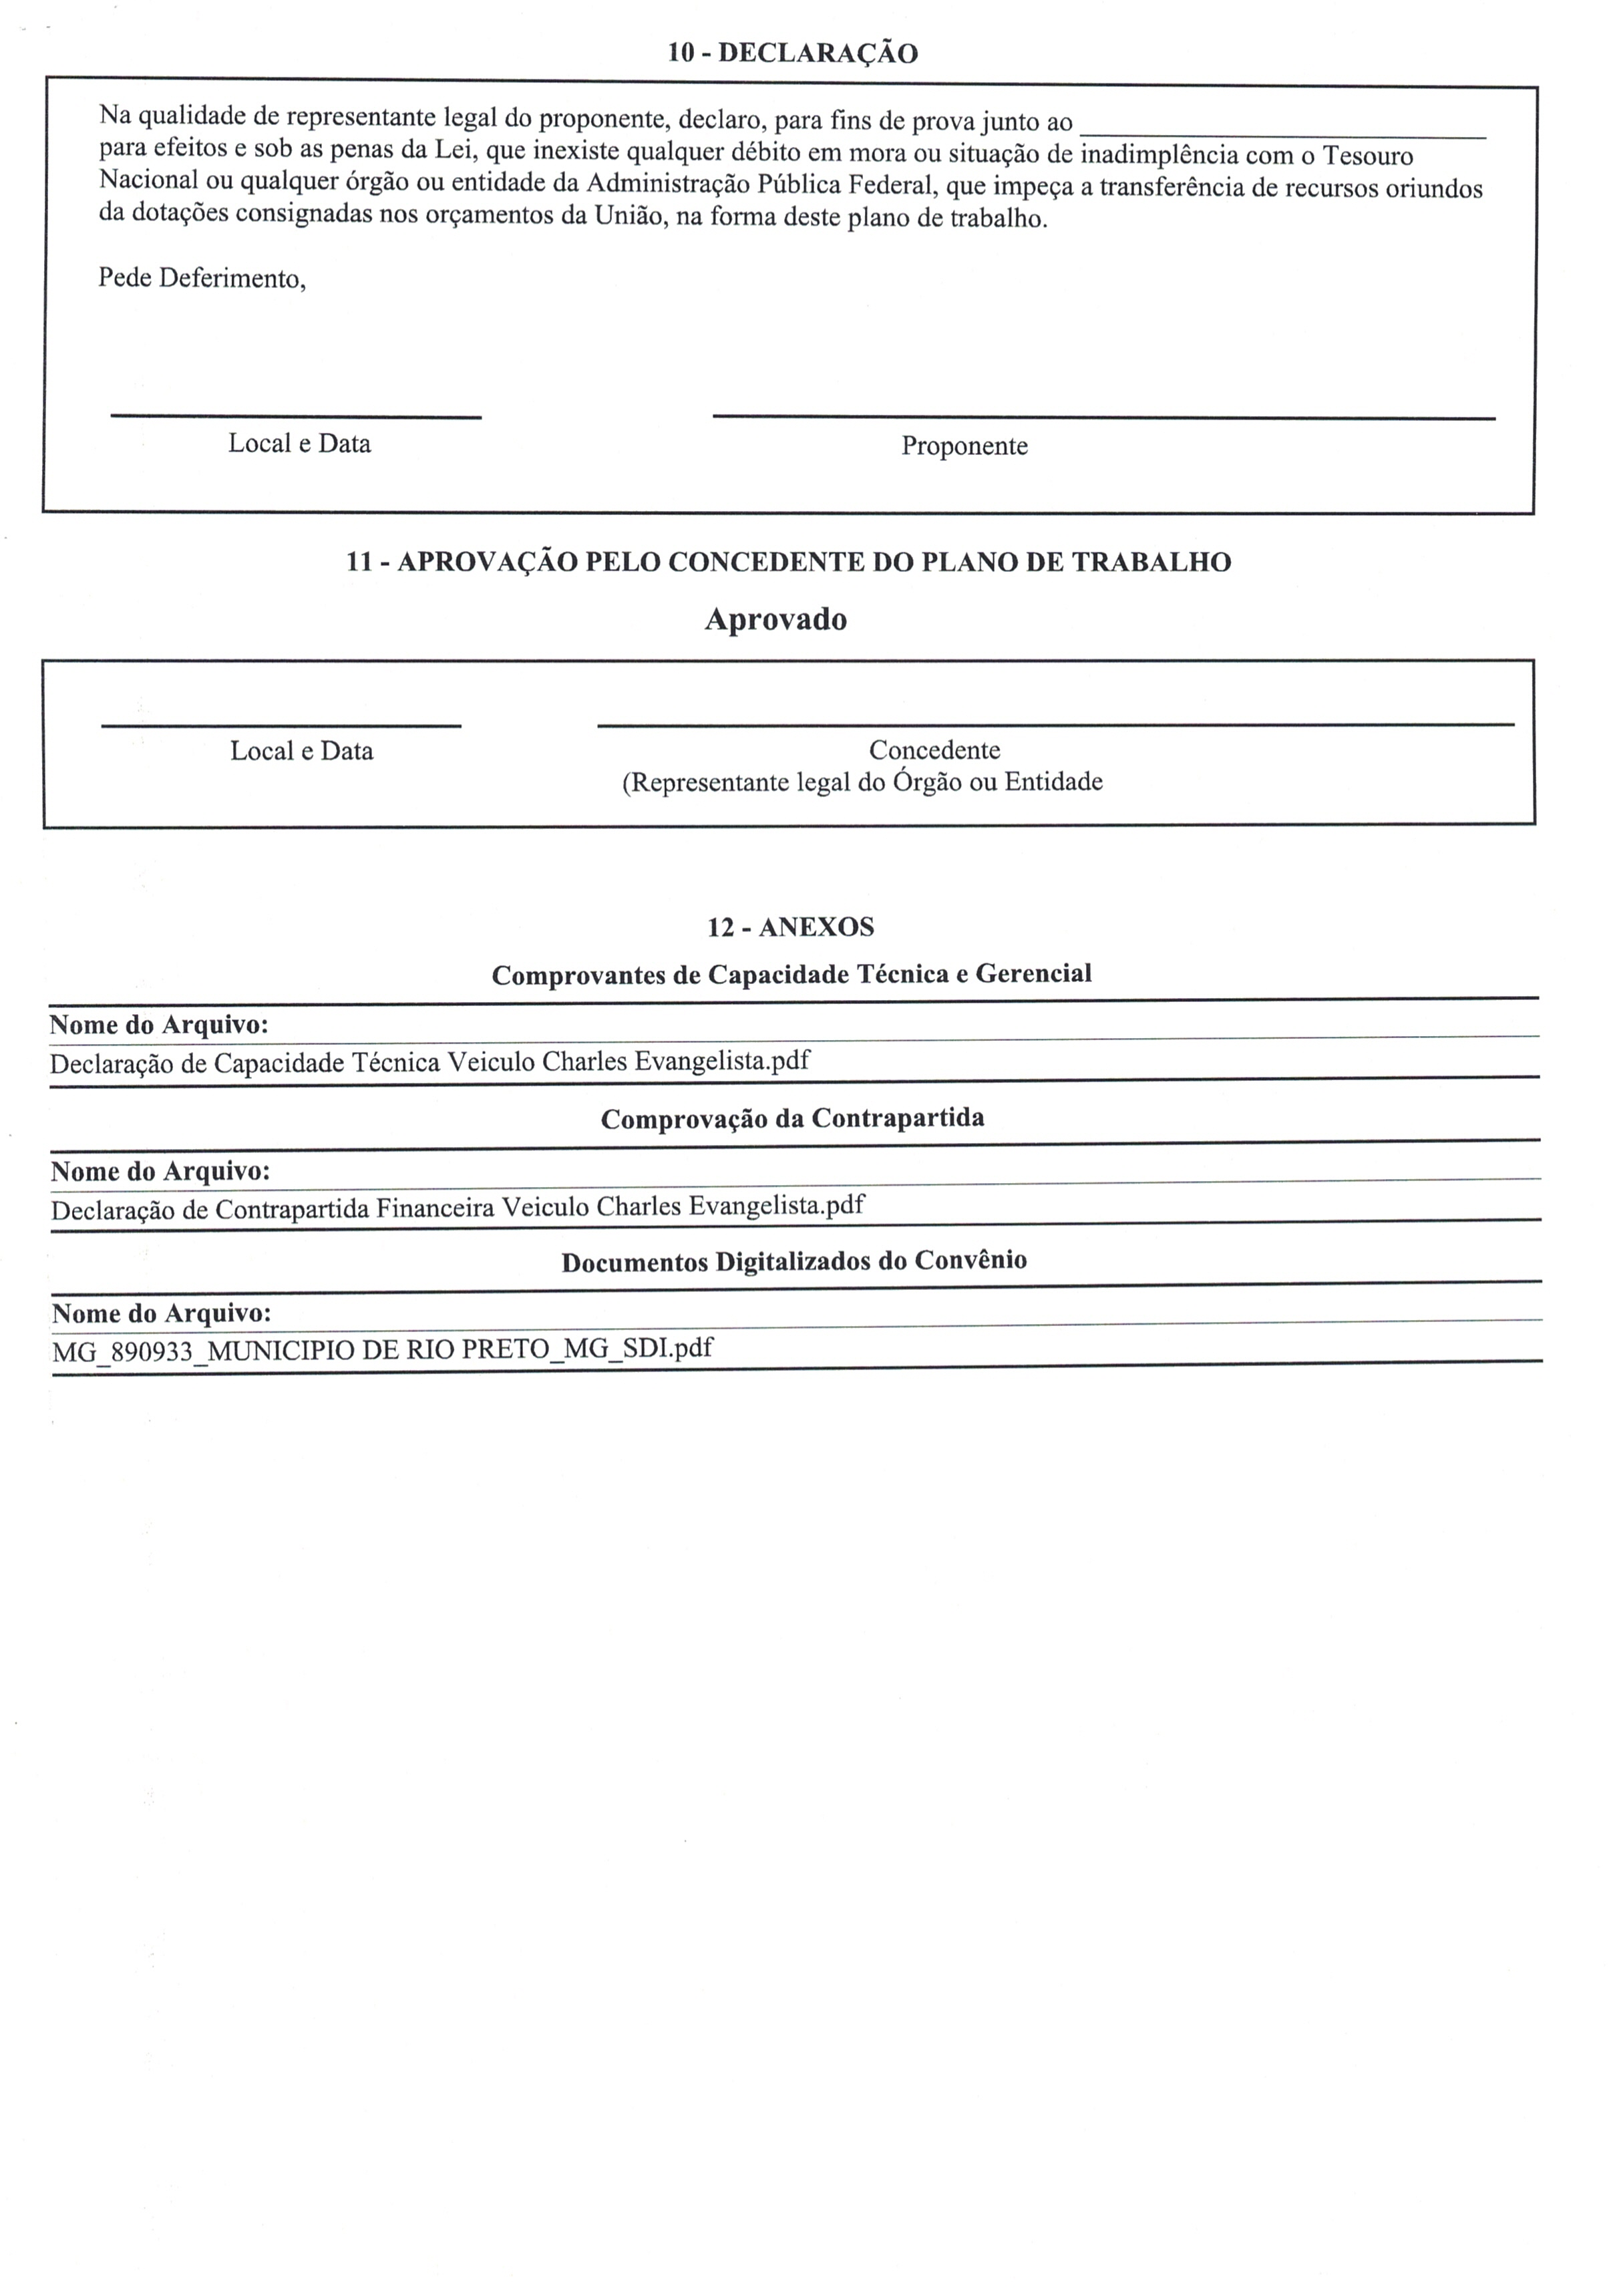 10 - DECLARAÇÃO
Na qualidade de representante legal do proponente, declaro, para fins de prova junto ao ____________________
para efeitos e sob as penas da Lei, que inexiste qualquer débito em mora ou situação de inadimplência com o Tesouro
Nacional ou qualquer órgão ou entidade da Administração Pública Federal, que impeça a transferência de recursos oriundos
da dotações consignadas nos orçamentos da União, na forma deste plano de trabalho.
Pede Deferimento,
Local e Data
Proponente
11 - APROVAÇÃO PELO CONCEDENTE DO PLANO DE TRABALHO
Aprovado
Local e Data
Concedente
(Representante legal do Órgão ou Entidade
12 - ANEXOS
Comprovantes de Capacidade Técnica e Gerencial
Nome do Arquivo:
Declaração de Capacidade Técnica Veiculo Charles Evangelista.pdf
Comprovação da Contrapartida
Nome do Arquivo:
Declaração de Contrapartida Financeira Veiculo Charles Evangelista.pdf
Documentos Digitalizados do Convênio
Nome do Arquivo:
MG_890933_MUNICIPIO DE RIO PRETO_MG_SDI.pdf